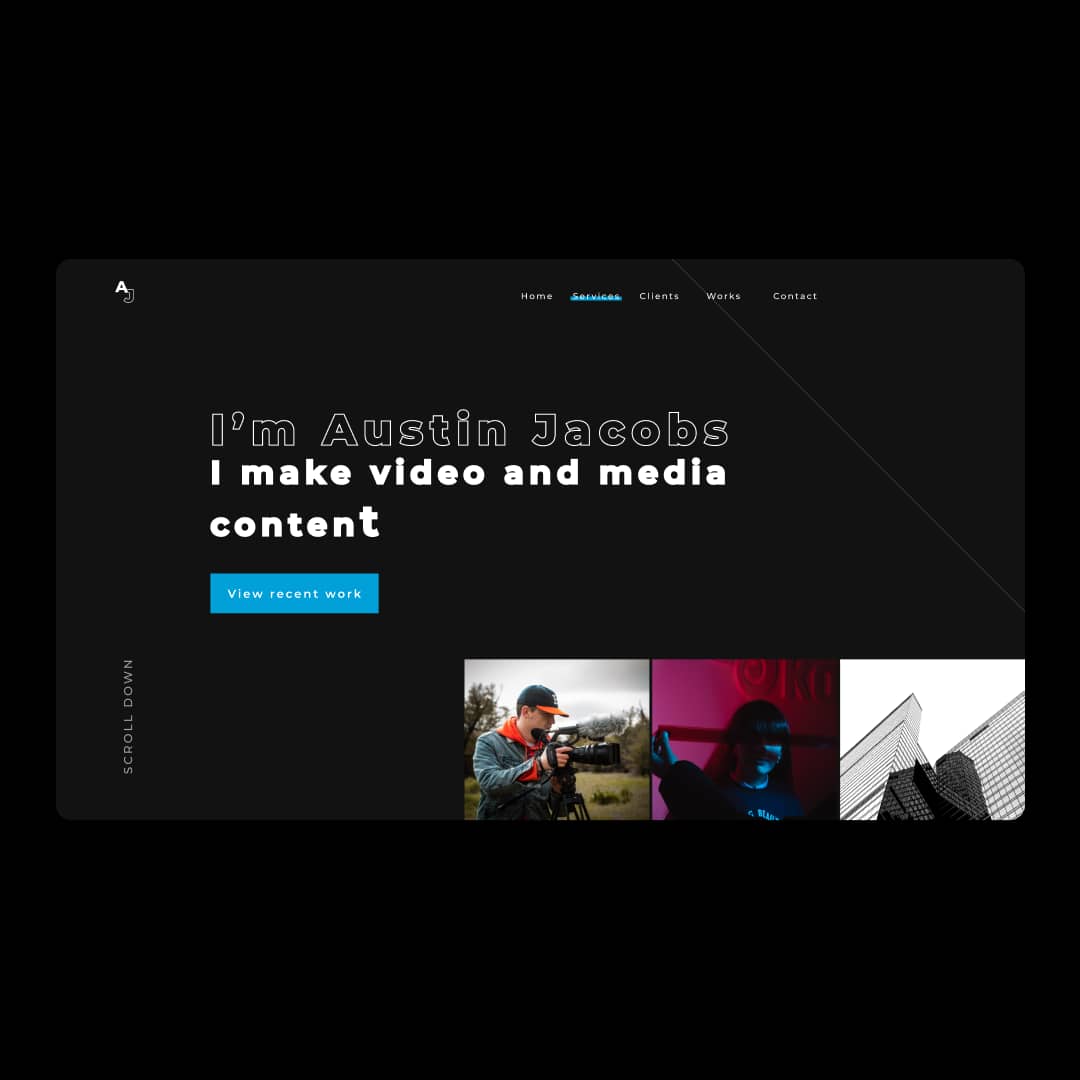 AJ
Home Services Clients Works Contact
I’m Austin Jacobs
I make video and media
content
View recent work
SCROLL DOWN